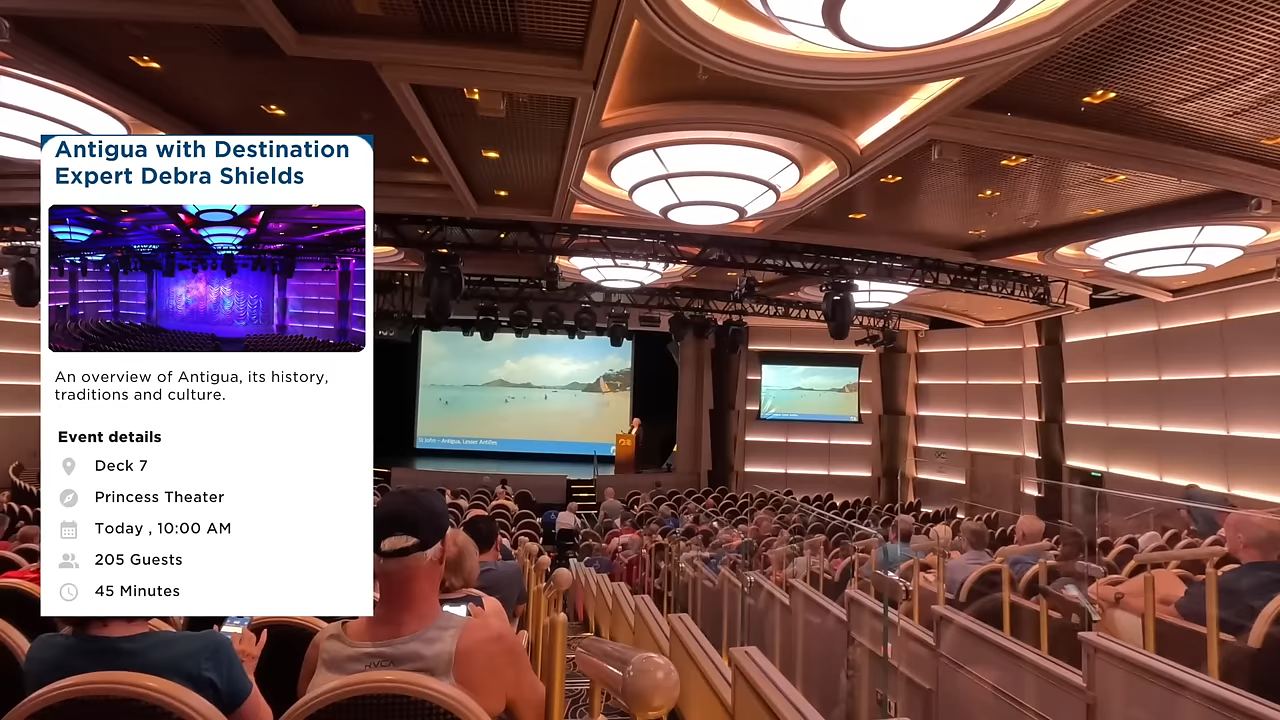 Antigua with Destination
Expert Debra Shields
An overview of Antigua, its history,
traditions and culture.
Event details
Deck 7
Princess Theater
Today , 10:00 AM
205 Guests
45 Minutes
St John – Antigua, Lesser Antilles
RVCA